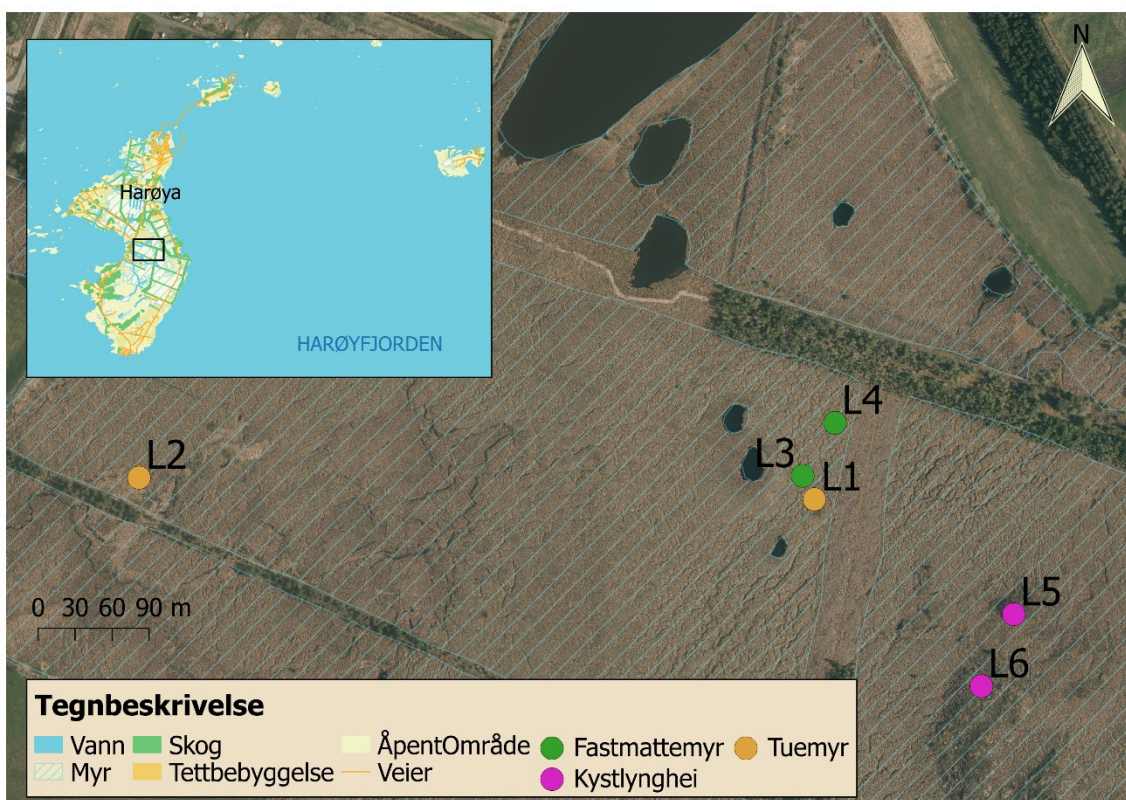 N
Harøya
HARØYFJORDEN
L4
L2
L3
L1
0 30 60 90 m
L5
L6
Tegnbeskrivelse
Vann Skog ÅpentOmråde Fastmattemyr Tuemyr
Myr Tettbebyggelse Veier Kystlynghei